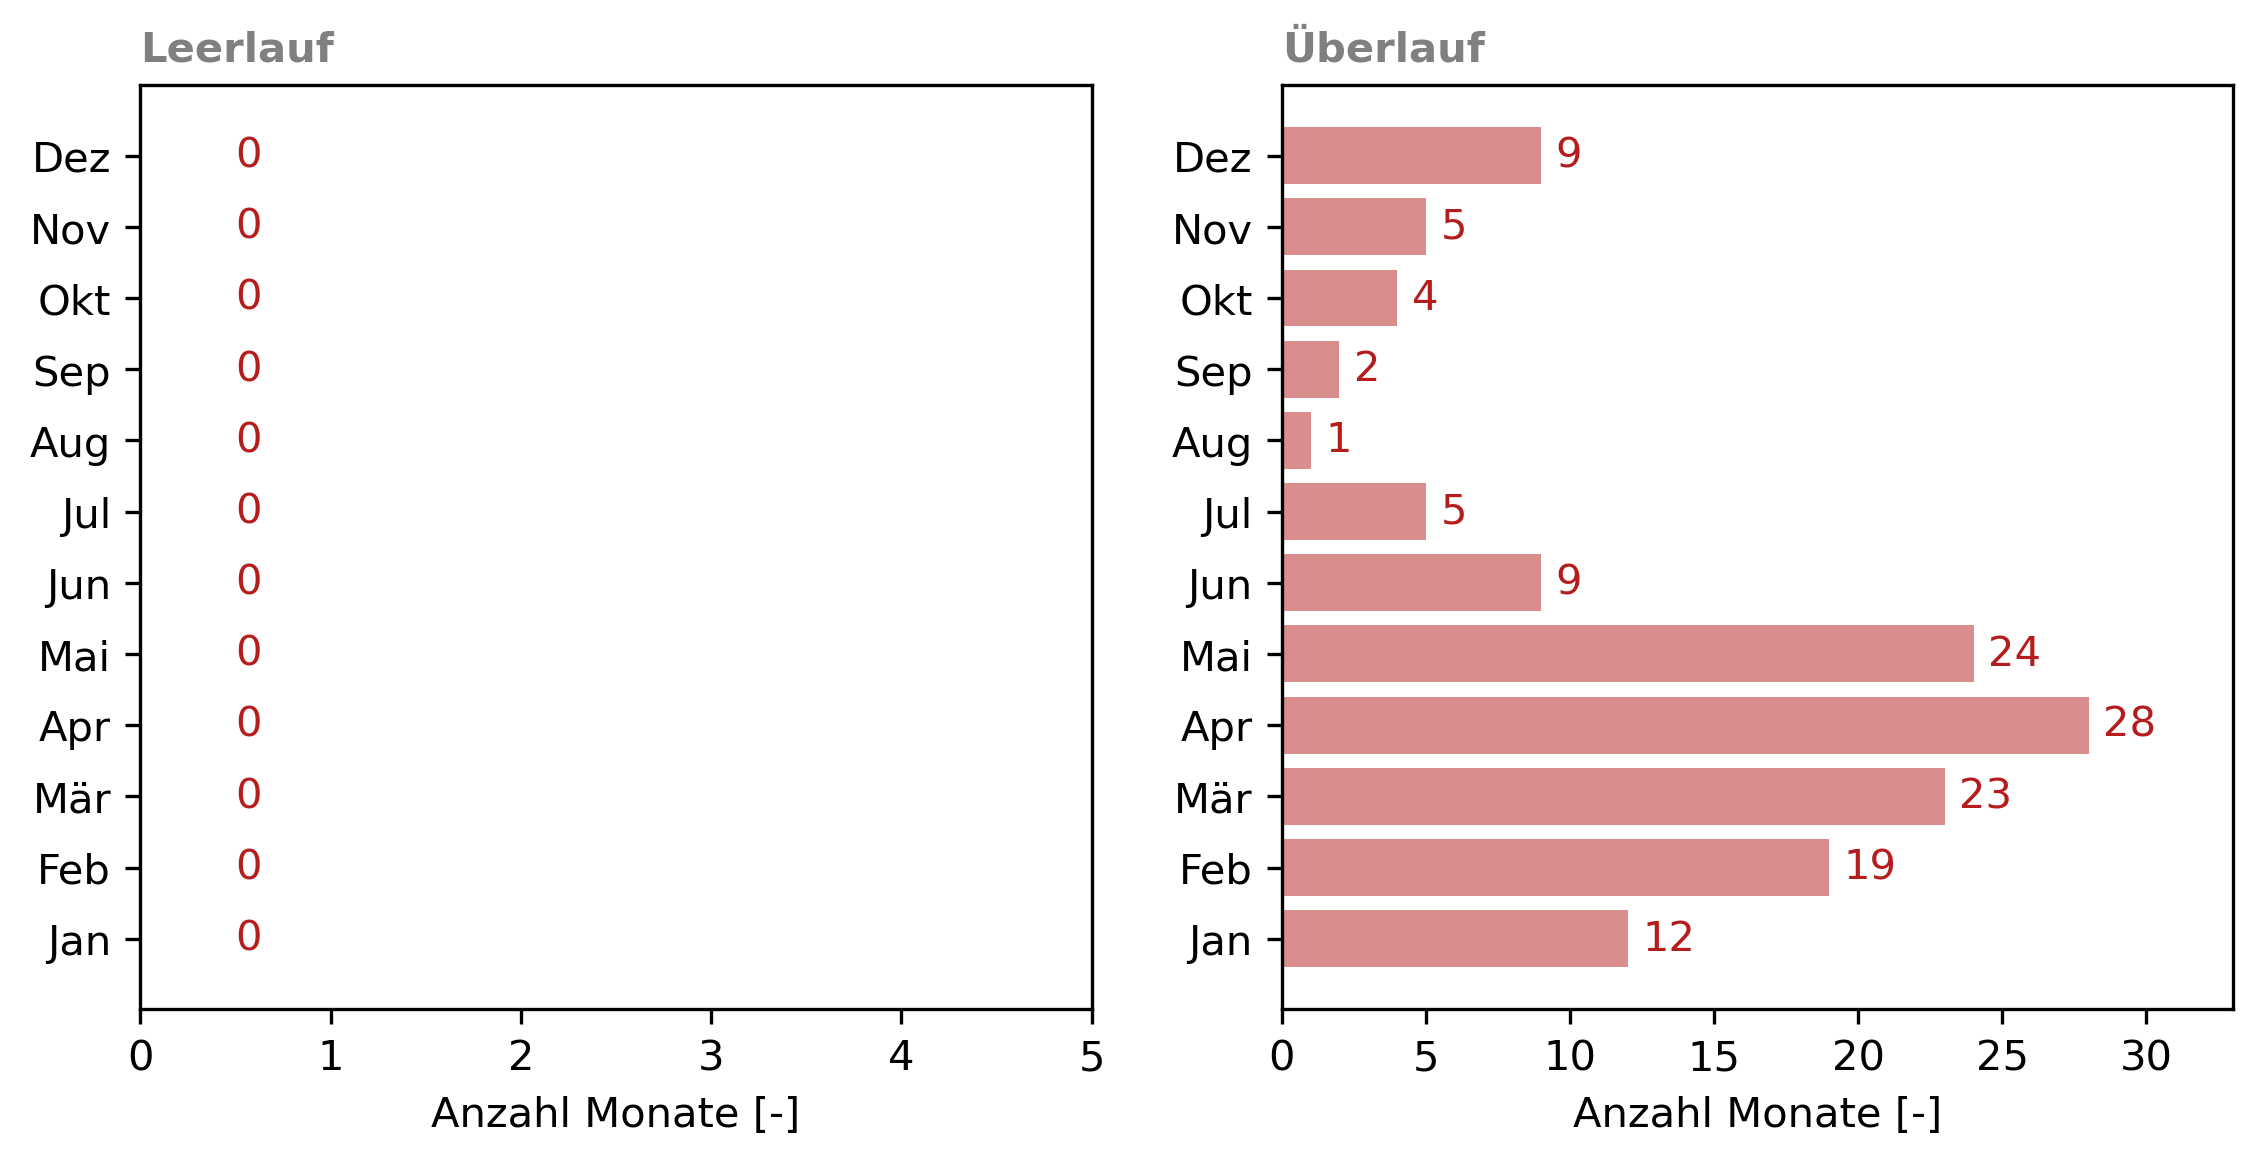 Leerlauf
Dez 0
Nov 0
Okt 0
Sep 0
Aug 0
Jul 0
Jun 0
Mai 0
Apr 0
Mär 0
Feb 0
Jan 0
0 1 2 3 4 5
Anzahl Monate [-]
Überlauf
Dez 9
Nov 5
Okt 4
Sep 2
Aug 1
Jul 5
Jun 9
Mai 24
Apr 28
Mär 23
Feb 19
Jan 12
0 5 10 15 20 25 30
Anzahl Monate [-]